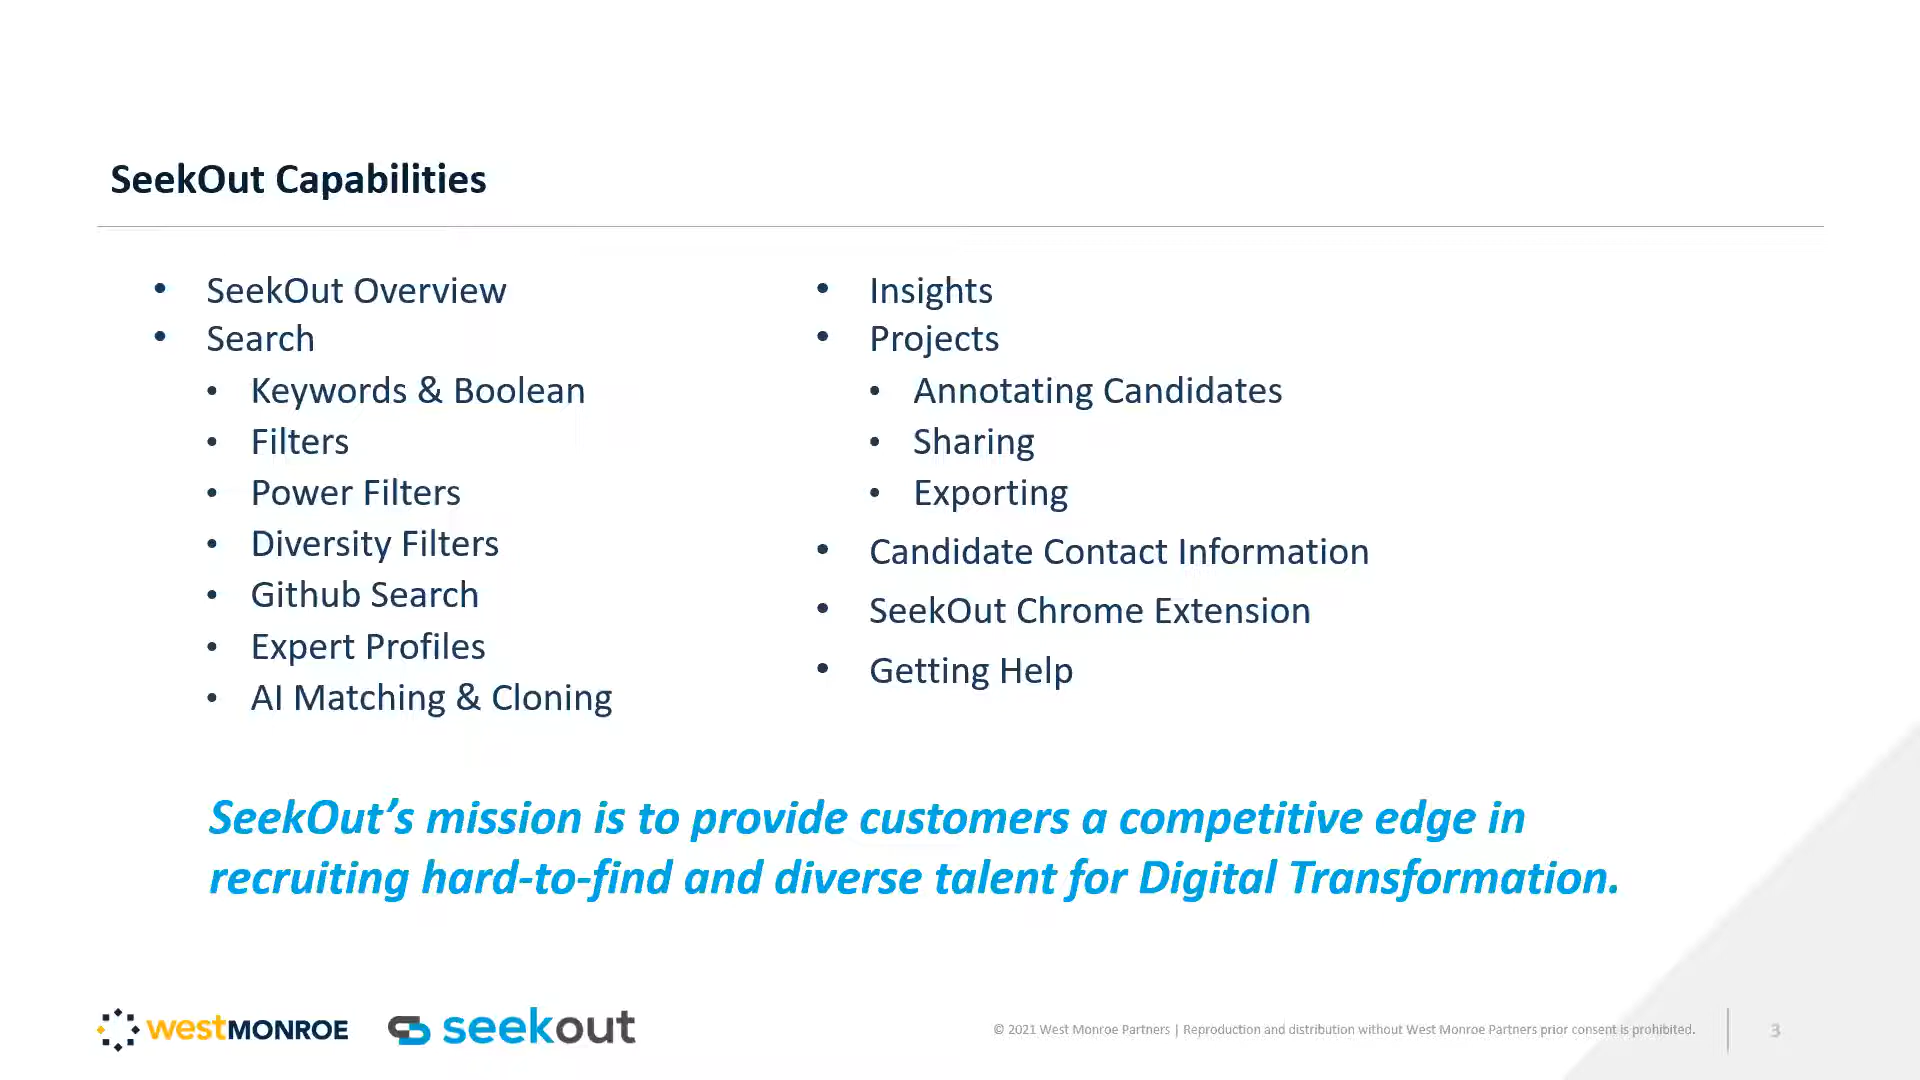 SeekOut Capabilities
• SeekOut Overview
• Search
• Keywords & Boolean
• Filters
• Power Filters
• Diversity Filters
• Github Search
• Expert Profiles
• AI Matching & Cloning
• Insights
• Projects
• Annotating Candidates
• Sharing
• Exporting
• Candidate Contact Information
• SeekOut Chrome Extension
• Getting Help
SeekOut’s mission is to provide customers a competitive edge in
recruiting hard-to-find and diverse talent for Digital Transformation.
westMONROE
seekout
© 2021 West Monroe Partners | Reproduction and distribution without West Monroe Partners prior consent is prohibited.
3